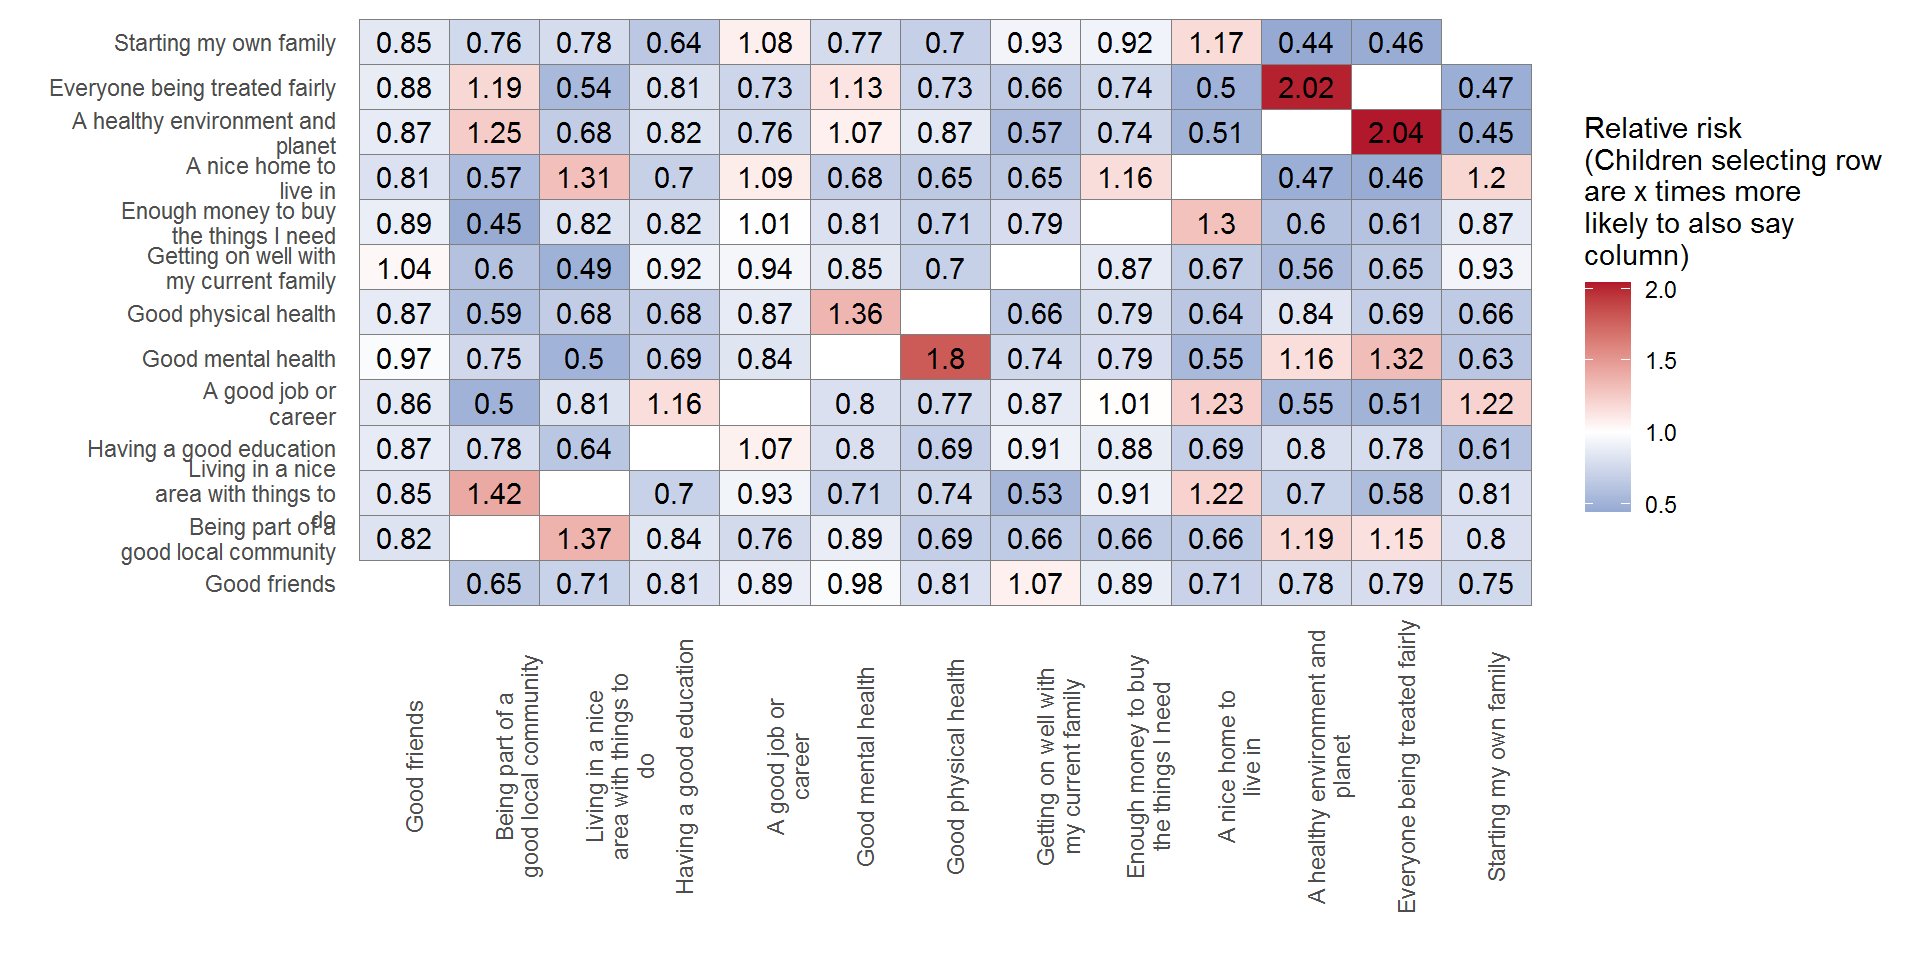 Starting my own family 0.85 0.76 0.78 0.64 1.08 0.77 0.7 0.93 0.92 1.17 0.44 0.46
Everyone being treated fairly 0.88 1.19 0.54 0.81 0.73 1.13 0.73 0.66 0.74 0.5 2.02 0.47
A healthy environment and
planet 0.87 1.25 0.68 0.82 0.76 1.07 0.87 0.57 0.74 0.51 2.04 0.45
A nice home to
live in 0.81 0.57 1.31 0.7 1.09 0.68 0.65 0.65 1.16 0.47 0.46 1.2
Enough money to buy
the things I need 0.89 0.45 0.82 0.82 1.01 0.81 0.71 0.79 1.3 0.6 0.61 0.87
Getting on well with
my current family 1.04 0.6 0.49 0.92 0.94 0.85 0.7 0.87 0.67 0.56 0.65 0.93
Good physical health 0.87 0.59 0.68 0.68 0.87 1.36 0.66 0.79 0.64 0.84 0.69 0.66
Good mental health 0.97 0.75 0.5 0.69 0.84 1.8 0.74 0.79 0.55 1.16 1.32 0.63
A good job or
career 0.86 0.5 0.81 1.16 0.8 0.77 0.87 1.01 1.23 0.55 0.51 1.22
Having a good education 0.87 0.78 0.64 1.07 0.8 0.69 0.91 0.88 0.69 0.8 0.78 0.61
Living in a nice
area with things to
do 0.85 1.42 0.7 0.93 0.71 0.74 0.53 0.91 1.22 0.7 0.58 0.81
Being part of a
good local community 0.82 1.37 0.84 0.76 0.89 0.69 0.66 0.66 0.66 1.19 1.15 0.8
Good friends 0.65 0.71 0.81 0.89 0.98 0.81 1.07 0.89 0.71 0.78 0.79 0.75
Good friends
Being part of a
good local community
Living in a nice
area with things to
do
Having a good education
A good job or
career
Good mental health
Good physical health
Getting on well with
my current family
Enough money to buy
the things I need
A nice home to
live in
A healthy environment and
planet
Everyone being treated fairly
Starting my own family
Relative risk
(Children selecting row
are x times more
likely to also say
column)
2.0
1.5
1.0
0.5